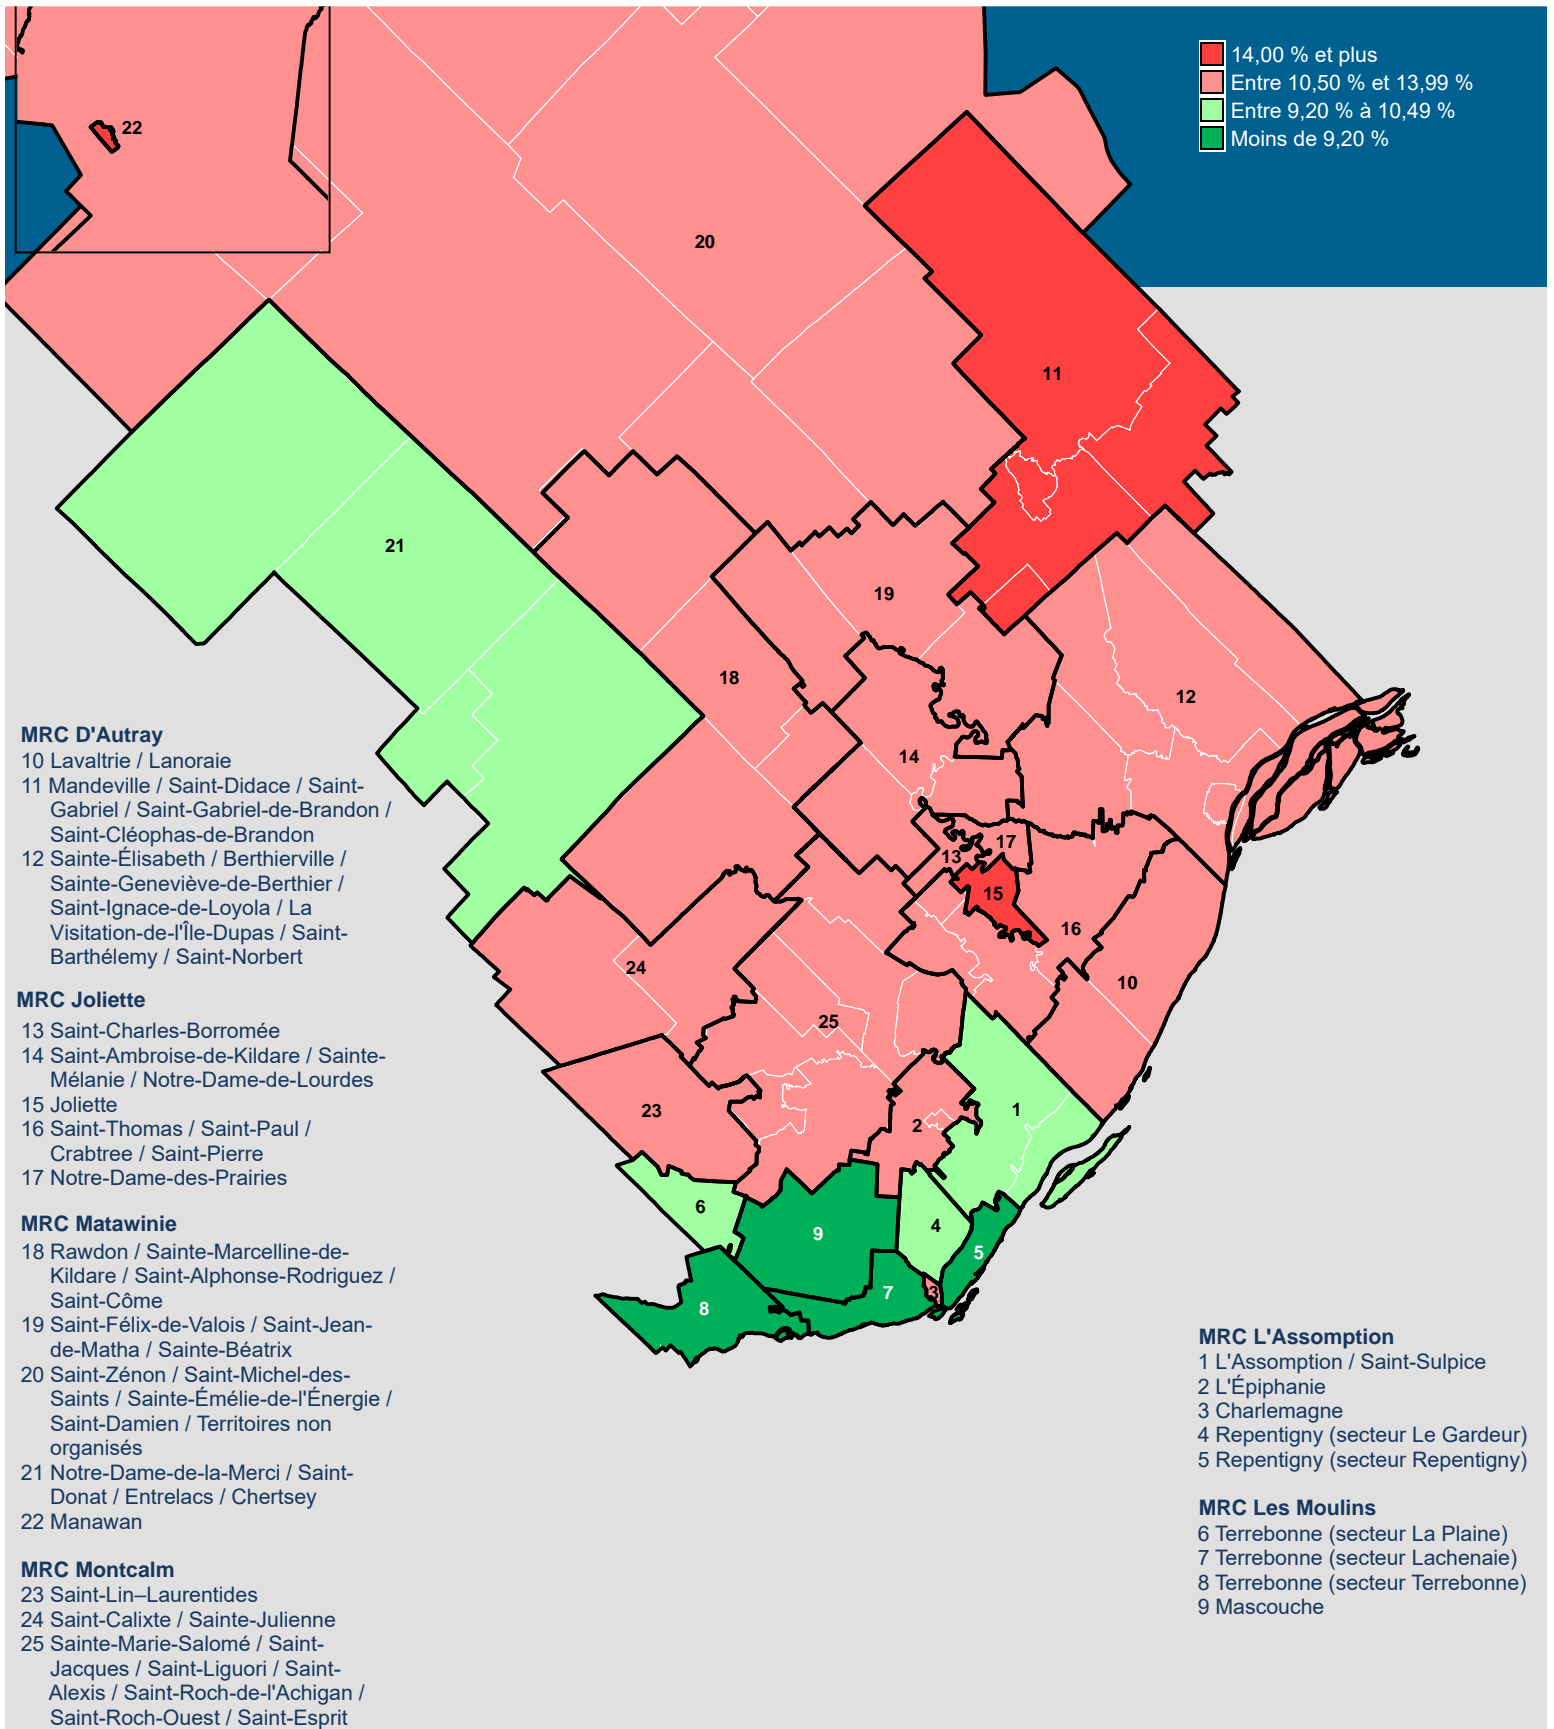 14,00 % et plus
Entre 10,50 % et 13,99 %
Entre 9,20 % à 10,49 %
Moins de 9,20 %
22
20
11
21
19
18
12
14
17
13
15
16
10
24
25
23
1
2
6
9
4
5
7
3
8
MRC D'Autray
10 Lavaltrie / Lanoraie
11 Mandeville / Saint-Didace / Saint-
Gabriel / Saint-Gabriel-de-Brandon /
Saint-Cléophas-de-Brandon
12 Sainte-Élisabeth / Berthierville /
Sainte-Geneviève-de-Berthier /
Saint-Ignace-de-Loyola / La
Visitation-de-l'Île-Dupas / Saint-
Barthélemy / Saint-Norbert
MRC Joliette
13 Saint-Charles-Borromée
14 Saint-Ambroise-de-Kildare / Sainte-
Mélanie / Notre-Dame-de-Lourdes
15 Joliette
16 Saint-Thomas / Saint-Paul /
Crabtree / Saint-Pierre
17 Notre-Dame-des-Prairies
MRC Matawinie
18 Rawdon / Sainte-Marcelline-de-
Kildare / Saint-Alphonse-Rodriguez /
Saint-Côme
19 Saint-Félix-de-Valois / Saint-Jean-
de-Matha / Sainte-Béatrix
20 Saint-Zénon / Saint-Michel-des-
Saints / Sainte-Émélie-de-l'Énergie /
Saint-Damien / Territoires non
organisés
21 Notre-Dame-de-la-Merci / Saint-
Donat / Entrelacs / Chertsey
22 Manawan
MRC Montcalm
23 Saint-Lin–Laurentides
24 Saint-Calixte / Sainte-Julienne
25 Sainte-Marie-Salomé / Saint-
Jacques / Saint-Liguori / Saint-
Alexis / Saint-Roch-de-l'Achigan /
Saint-Roch-Ouest / Saint-Esprit
MRC L'Assomption
1 L'Assomption / Saint-Sulpice
2 L'Épiphanie
3 Charlemagne
4 Repentigny (secteur Le Gardeur)
5 Repentigny (secteur Repentigny)
MRC Les Moulins
6 Terrebonne (secteur La Plaine)
7 Terrebonne (secteur Lachenaie)
8 Terrebonne (secteur Terrebonne)
9 Mascouche